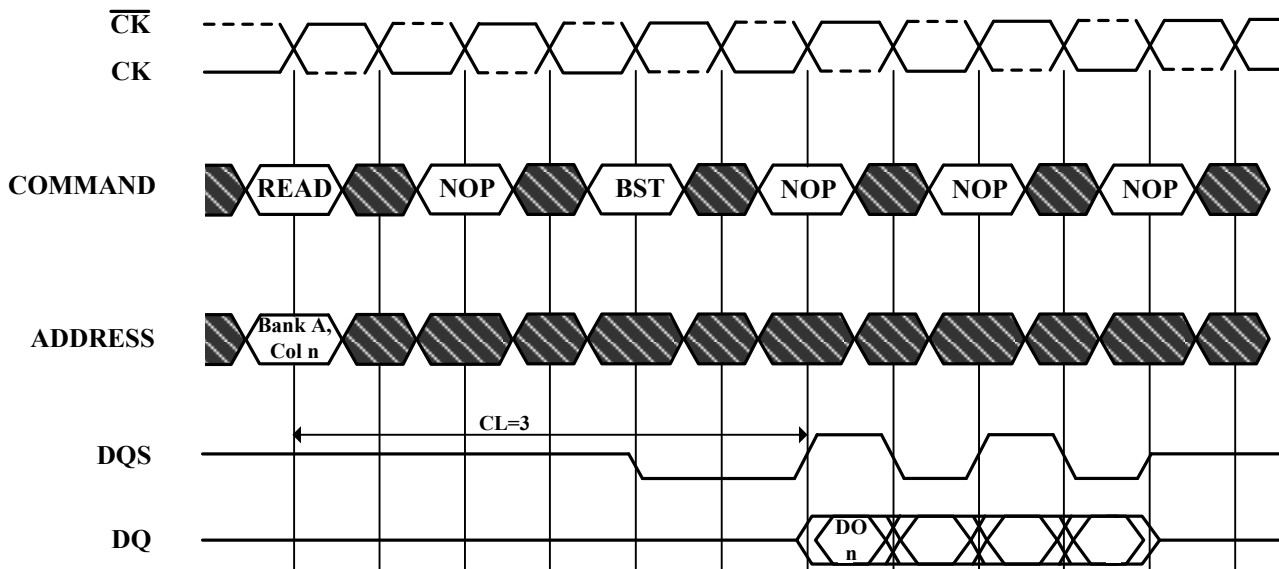 CK
CK
COMMAND
READ NOP BST NOP NOP NOP
ADDRESS
Bank A,
Col n
CL=3
DQS
DQ
DO
n